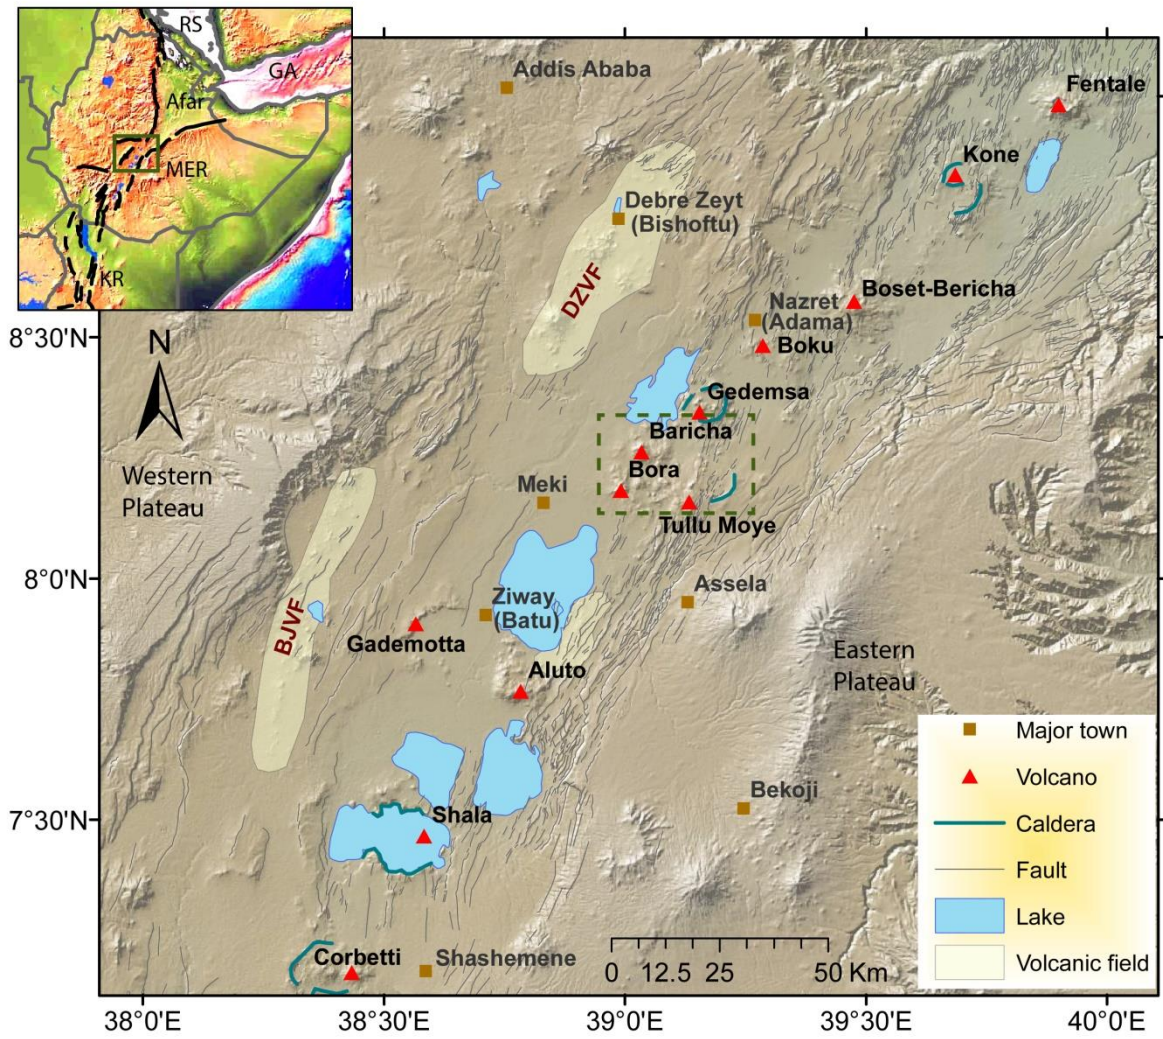 RS
GA
Afar
MER
KR
Addis Ababa
Fentale
Kone
Debre Zeyt
(Bishoftu)
DZVF
Boset-Bericha
Nazret
(Adama)
Boku
8°30'N
N
Gedemsa
Baricha
Bora
Western
Plateau
Meki
Tullu Moye
8°0'N
Assela
Ziway
(Batu)
BJVF
Gademotta
Eastern
Plateau
Aluto
Major town
Volcano
Bekoji
7°30'N
Shala
Caldera
Fault
Lake
Corbetti
Shashemene
0 12.5 25 50 Km
Volcanic field
38°0'E 38°30'E 39°0'E 39°30'E 40°0'E